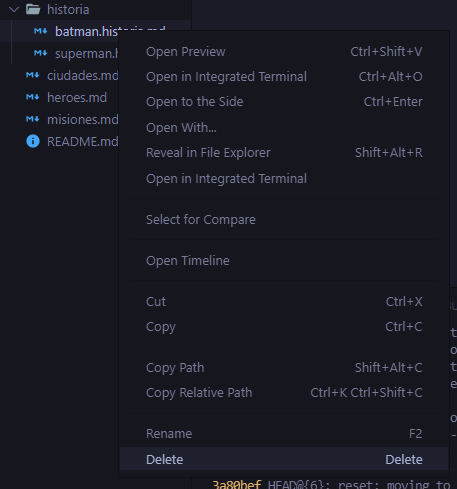 historia
batman.historia.md
superman.h
ciudades.md
heroes.md
misiones.md
README.md
Open Preview Ctrl+Shift+V
Open in Integrated Terminal Ctrl+Alt+O
Open to the Side Ctrl+Enter
Open With...
Reveal in File Explorer Shift+Alt+R
Open in Integrated Terminal
Select for Compare
Open Timeline
Cut Ctrl+X
Copy Ctrl+C
Copy Path Shift+Alt+C
Copy Relative Path Ctrl+K Ctrl+Shift+C
Rename F2
Delete Delete
3a80bef HEAD@{6}: reset: moving to